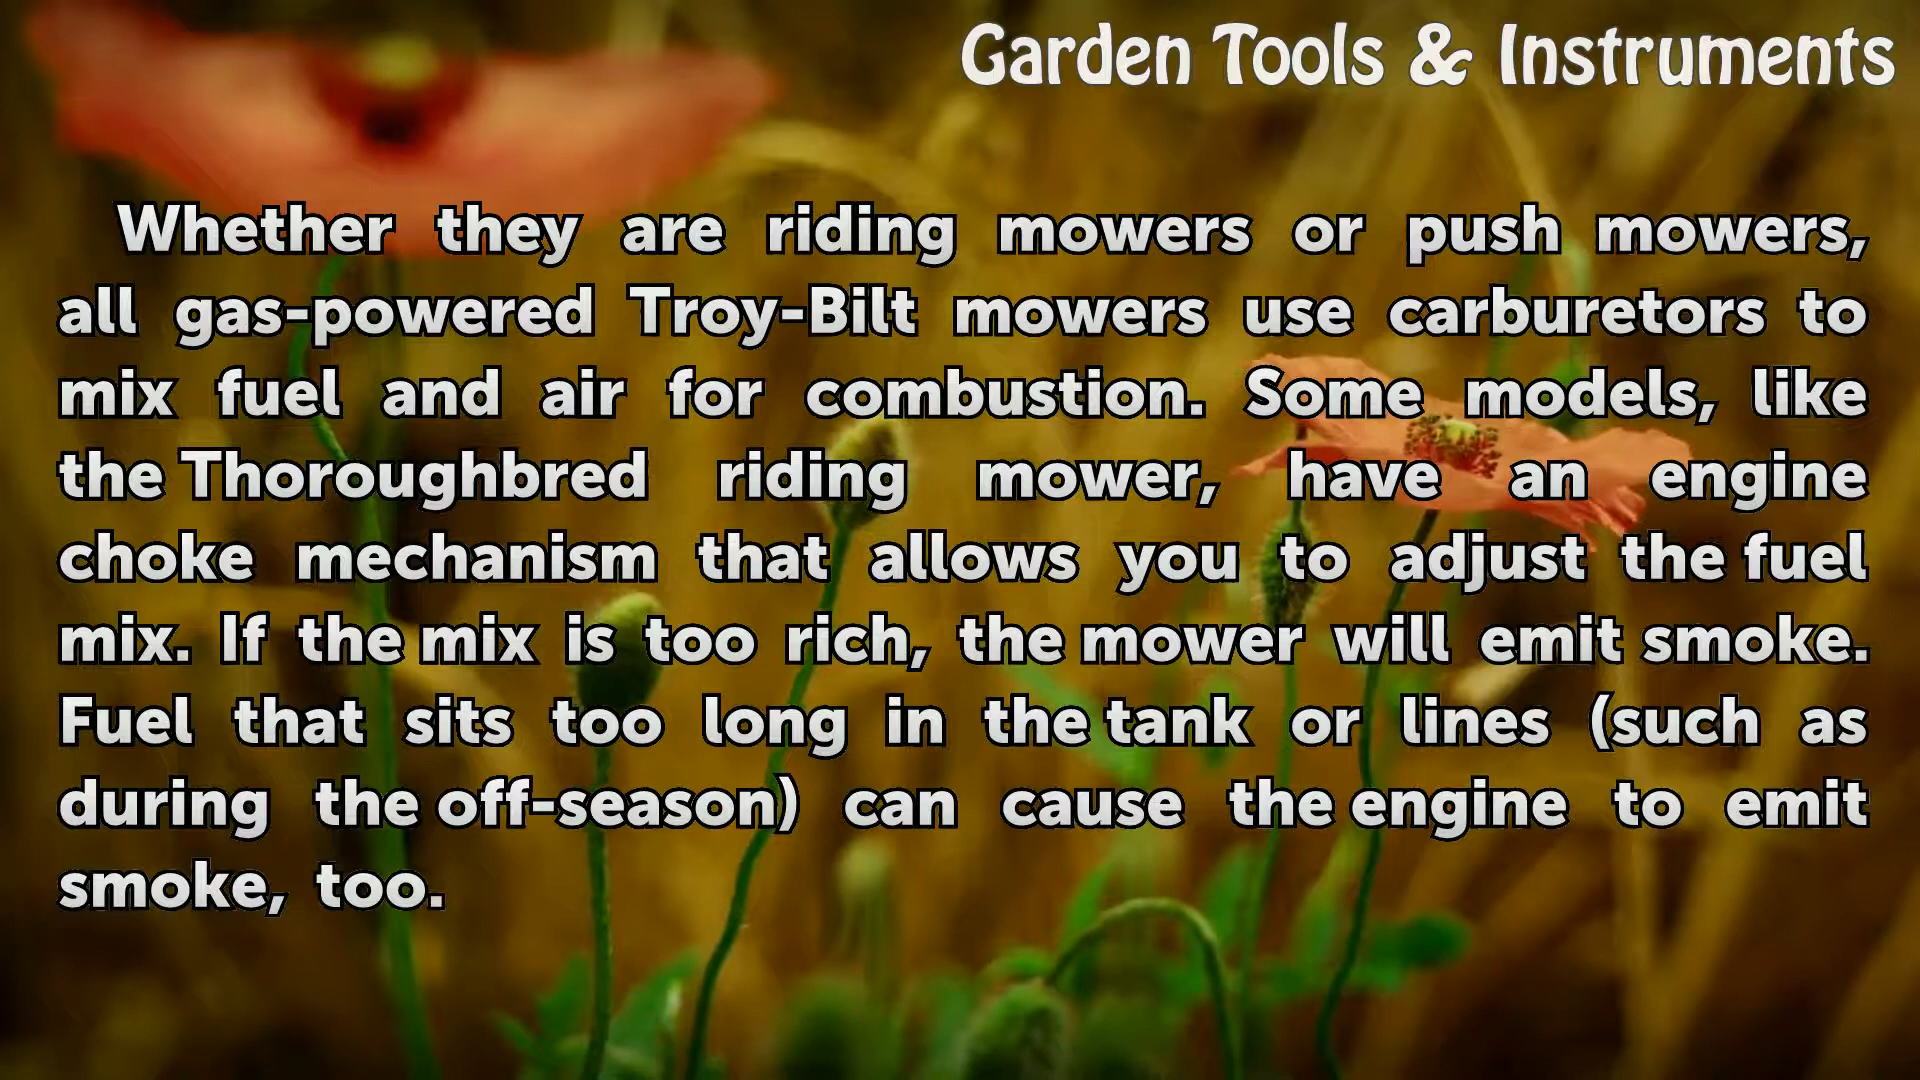 Garden Tools & Instruments
Whether they are riding mowers or push mowers,
all gas-powered Troy-Bilt mowers use carburetors to
mix fuel and air for combustion. Some models, like
the Thoroughbred riding mower, have an engine
choke mechanism that allows you to adjust the fuel
mix. If the mix is too rich, the mower will emit smoke.
Fuel that sits too long in the tank or lines (such as
during the off-season) can cause the engine to emit
smoke, too.